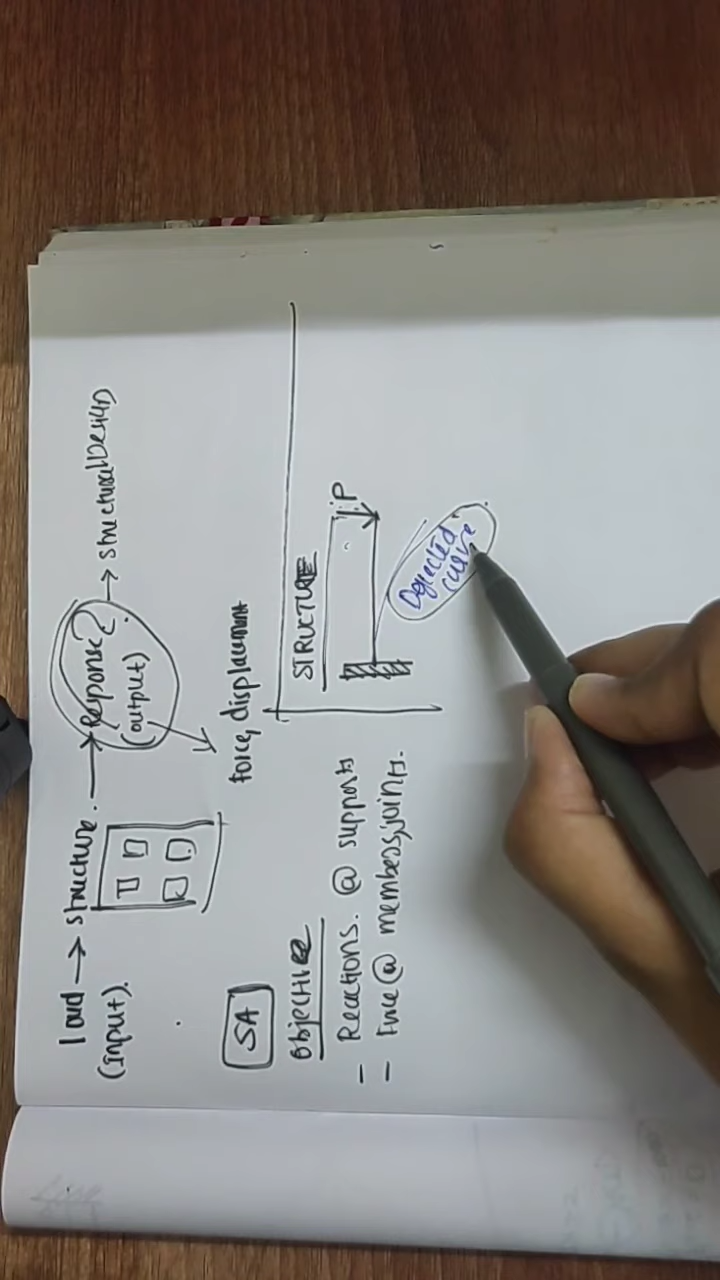 load → structure. → Response? → structural Design
(input). (output)
force, displacement
SA
objective
- Reactions. @ supports
- Force @ members, joints.
STRUCTURE
P
Deflected
curve